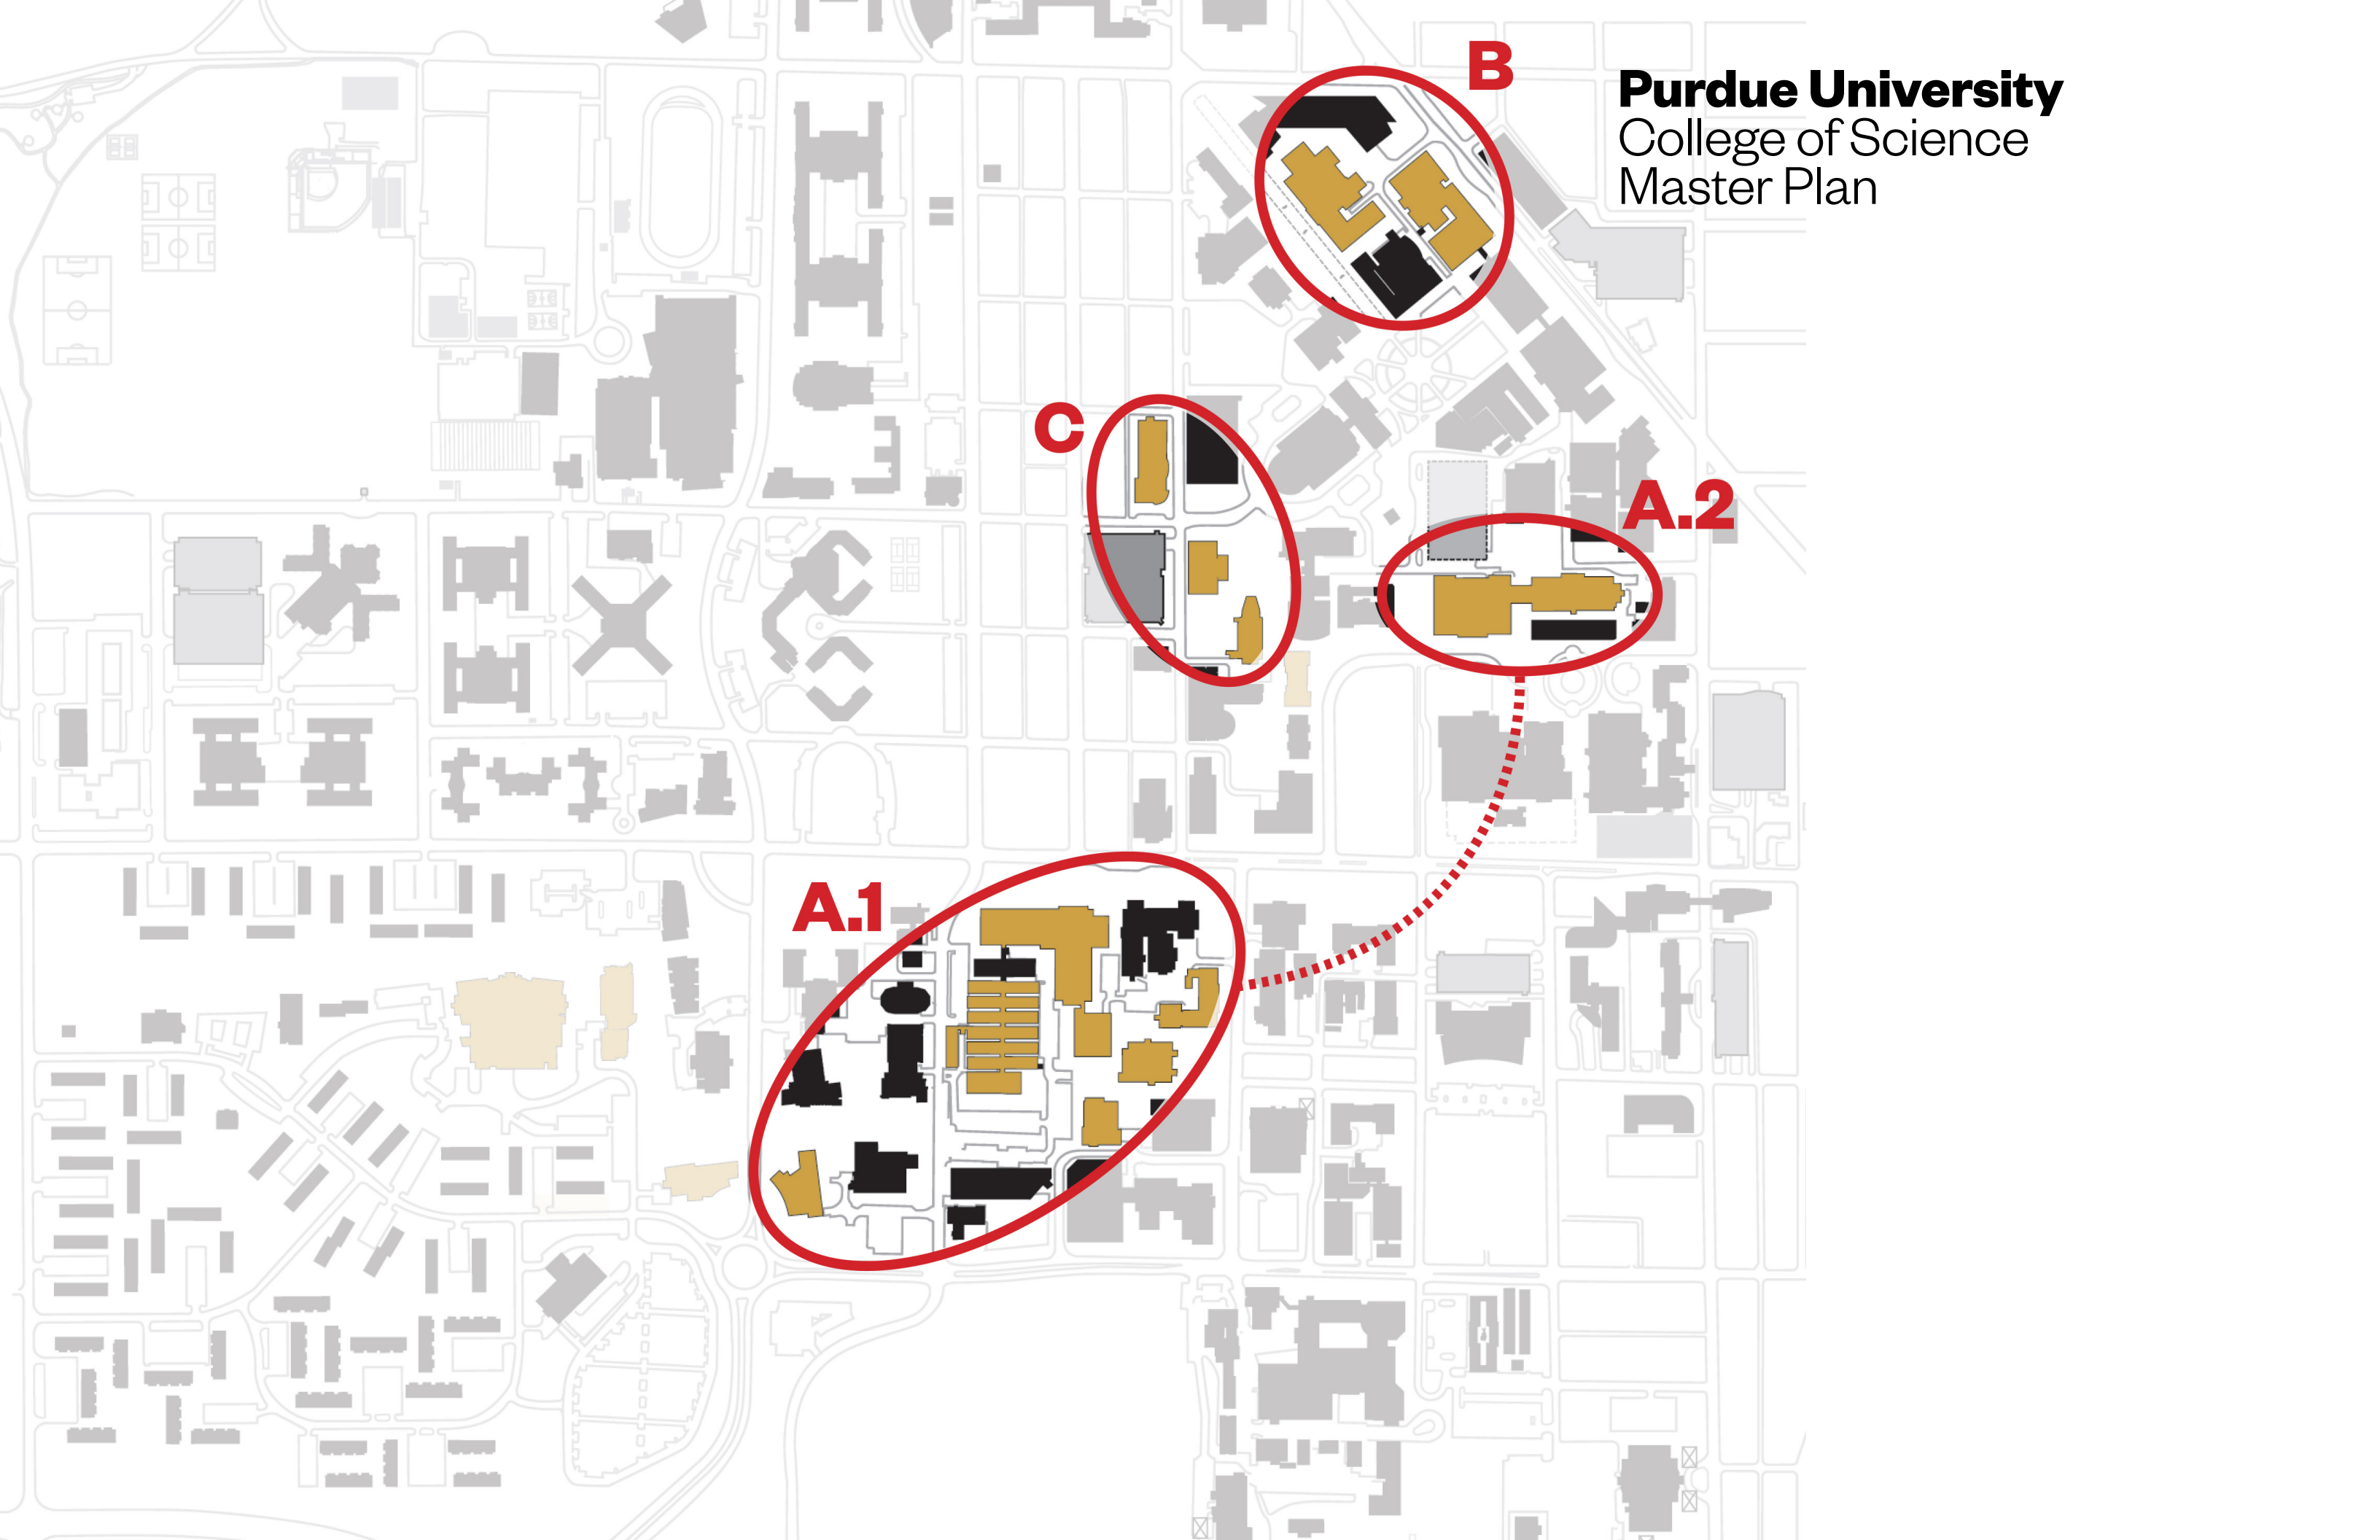 B
Purdue University
College of Science
Master Plan
C
A.2
A.1